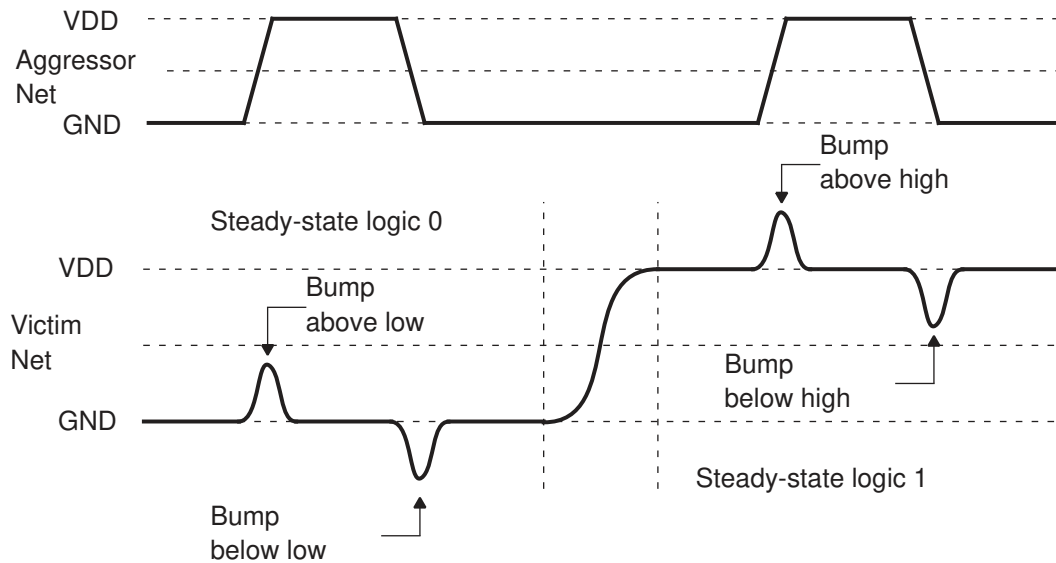 VDD
Aggressor
Net
GND
Bump
above high
Steady-state logic 0
VDD
Bump
above low
Victim
Net
Bump
below high
GND
Steady-state logic 1
Bump
below low